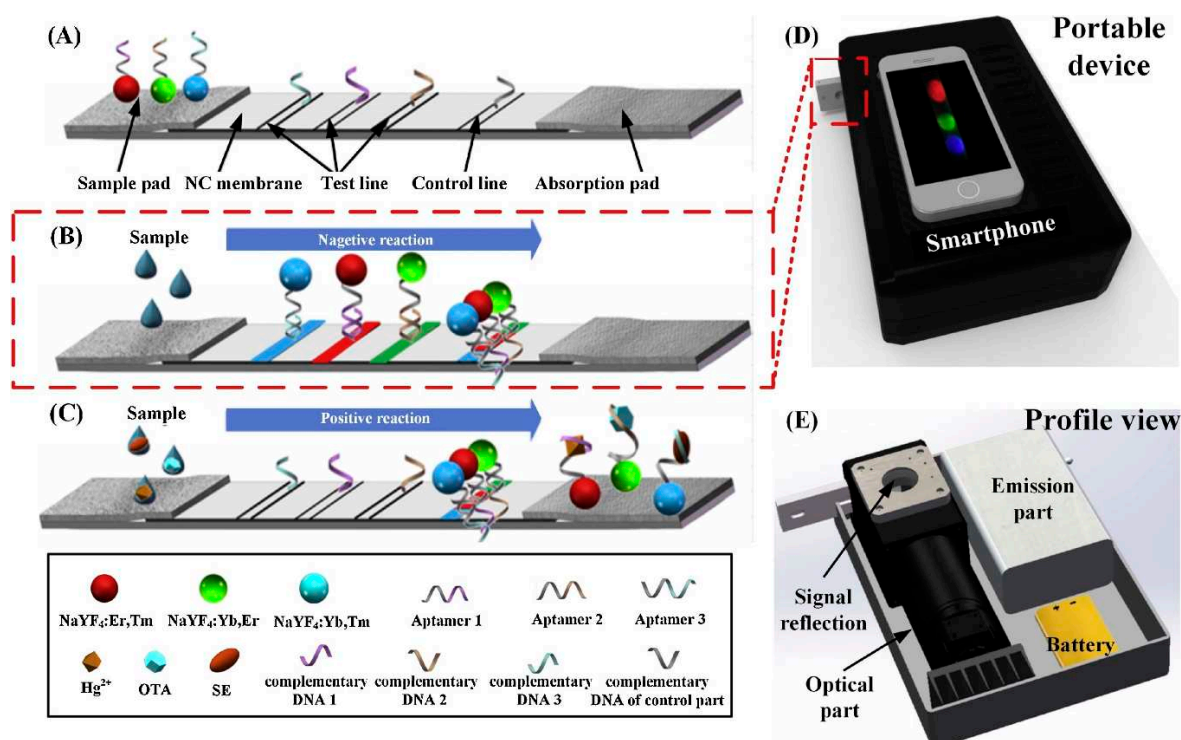 (A)
Sample pad
NC membrane
Test line
Control line
Absorption pad
(B)
Sample
Nagetive reaction
(C)
Sample
Positive reaction
NaYF₄:Er,Tm
NaYF₄:Yb,Er
NaYF₄:Yb,Tm
Aptamer 1
Aptamer 2
Aptamer 3
Hg²⁺
OTA
SE
complementary
DNA 1
complementary
DNA 2
complementary
DNA 3
complementary
DNA of control part
(D)
Portable
device
Smartphone
(E)
Profile view
Emission
part
Signal
reflection
Battery
Optical
part